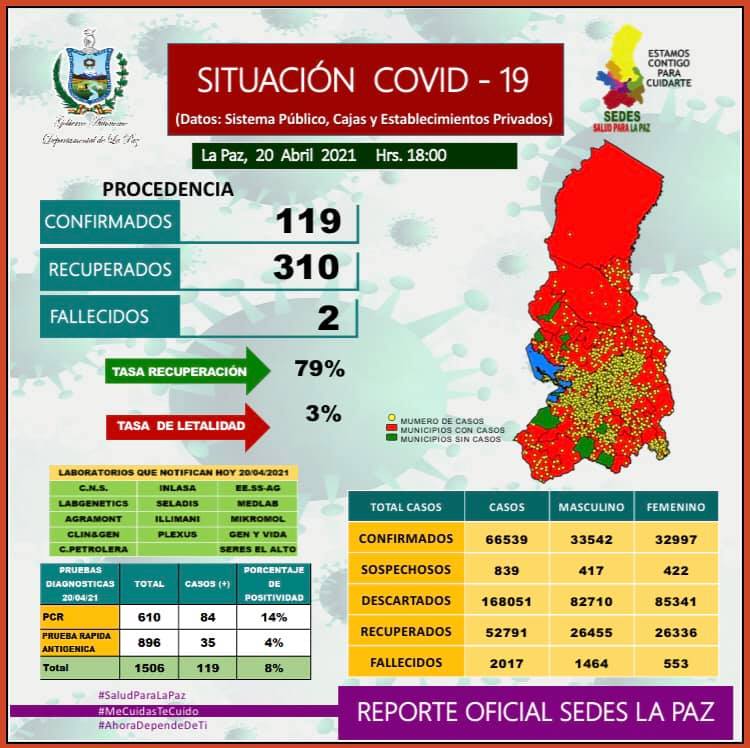 Gobierno Autónomo
Departamental de La Paz
SITUACIÓN COVID - 19
(Datos: Sistema Público, Cajas y Establecimientos Privados)
La Paz, 20 Abril 2021 Hrs. 18:00
ESTAMOS
CONTIGO
PARA
CUIDARTE
SEDES
SALUD PARA LA PAZ
PROCEDENCIA
CONFIRMADOS 119
RECUPERADOS 310
FALLECIDOS 2
TASA RECUPERACIÓN 79%
TASA DE LETALIDAD 3%
MUMERO DE CASOS
MUNICIPIOS CON CASOS
MUNICIPIOS SIN CASOS
LABORATORIOS QUE NOTIFICAN HOY 20/04/2021
C.N.S. INLASA EE.SS-AG
LABGENETICS SELADIS MEDLAB
AGRAMONT ILLIMANI MIKROMOL
CLIN&GEN PLEXUS GEN Y VIDA
C.PETROLERA SERES EL ALTO
PRUEBAS
DIAGNOSTICAS
20/04/21 TOTAL CASOS (+) PORCENTAJE
DE
POSITIVIDAD
PCR 610 84 14%
PRUEBA RAPIDA
ANTIGENICA 896 35 4%
Total 1506 119 8%
TOTAL CASOS CASOS MASCULINO FEMENINO
CONFIRMADOS 66539 33542 32997
SOSPECHOSOS 839 417 422
DESCARTADOS 168051 82710 85341
RECUPERADOS 52791 26455 26336
FALLECIDOS 2017 1464 553
#SaludParaLaPaz
#MeCuidasTeCuido
#AhoraDependeDeTi
REPORTE OFICIAL SEDES LA PAZ